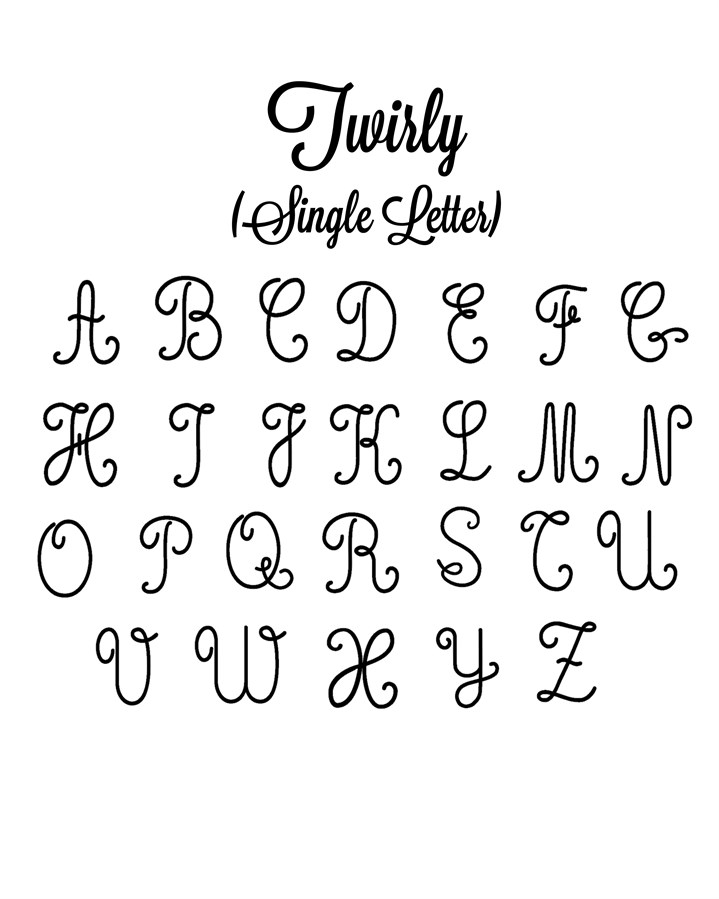 Twirly
(Single Letter)
A B C D E F G
H I J K L M N
O P Q R S T U
V W X Y Z